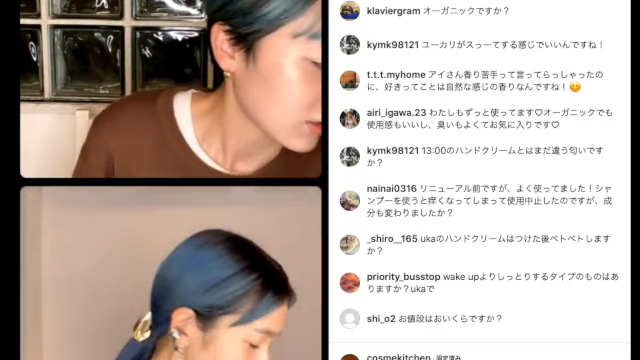 klaviergram オーガニックですか？
kymk98121 ユーカリがスゥーてする感じでいいんですね！
t.t.t.myhome アイさん香り苦手って言ってらっしゃったの
に、好きってことは自然な感じの香りなんですね！😋
airi_igawa.23 わたしもずっと使ってます♡オーガニックでも
使用感もいいし、臭いもよくてお気に入りです♡
kymk98121 13:00のハンドクリームとはまだ違う匂いです
か？
nainai0316 リニューアル前ですが、よく使ってました！シャ
ンプーを使うと痒くなってしまって使用中止したのですが、成
分も変わりましたか？
_shiro__165 ukaのハンドクリームはつけた後ベトベトします
か？
priority_busstop wake upよりしっとりするタイプのものはあ
りますか？ukaで
shi_o2 お値段はおいくらですか？
cosmekitchen 固定済み